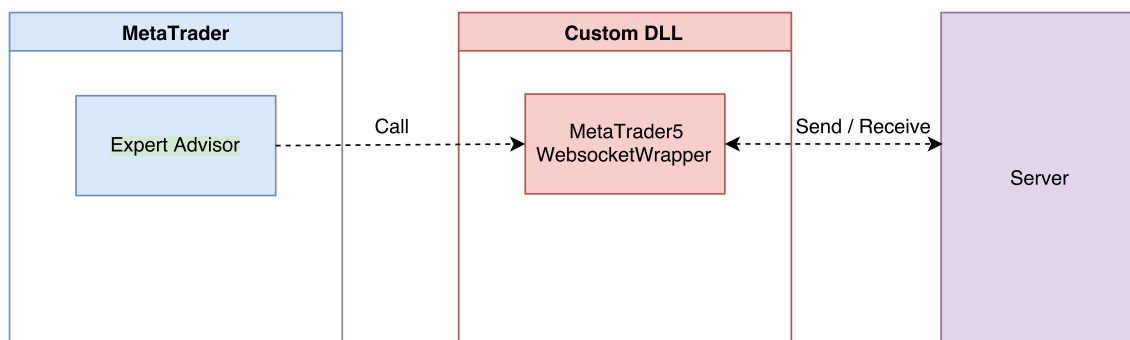 MetaTrader
Custom DLL
Expert Advisor
Call
MetaTrader5
WebsocketWrapper
Send / Receive
Server